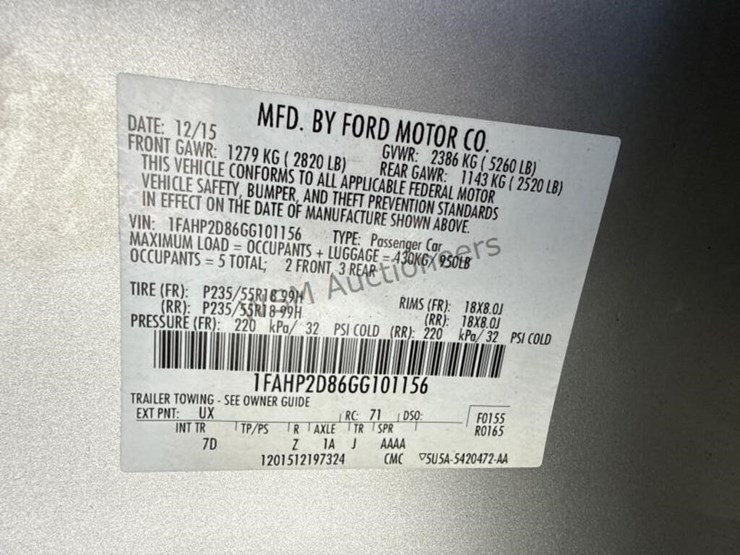 MFD. BY FORD MOTOR CO.
DATE: 12/15 GVWR: 2386 KG ( 5260 LB)
FRONT GAWR: 1279 KG ( 2820 LB) REAR GAWR: 1143 KG ( 2520 LB)
THIS VEHICLE CONFORMS TO ALL APPLICABLE FEDERAL MOTOR
VEHICLE SAFETY, BUMPER, AND THEFT PREVENTION STANDARDS
IN EFFECT ON THE DATE OF MANUFACTURE SHOWN ABOVE.
VIN: 1FAHP2D86GG101156 TYPE: Passenger Car
MAXIMUM LOAD = OCCUPANTS + LUGGAGE = 430KG / 950LB
OCCUPANTS = 5 TOTAL; 2 FRONT, 3 REAR
Auctioneers
TIRE (FR): P235/55R18 99H RIMS (FR): 18X8.0J
(RR): P235/55R18 99H (RR): 18X8.0J
PRESSURE (FR): 220 kPa/ 32 PSI COLD (RR): 220 kPa/ 32 PSI COLD
1FAHP2D86GG101156
TRAILER TOWING - SEE OWNER GUIDE
EXT PNT: UX RC: 71 DSO: F0155
INT TR TP/PS R AXLE TR SPR R0165
7D Z 1A J AAAA
1201512197324 CMC 5U5A-5420472-AA